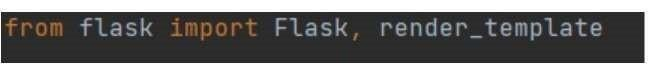 from flask import Flask, render_template